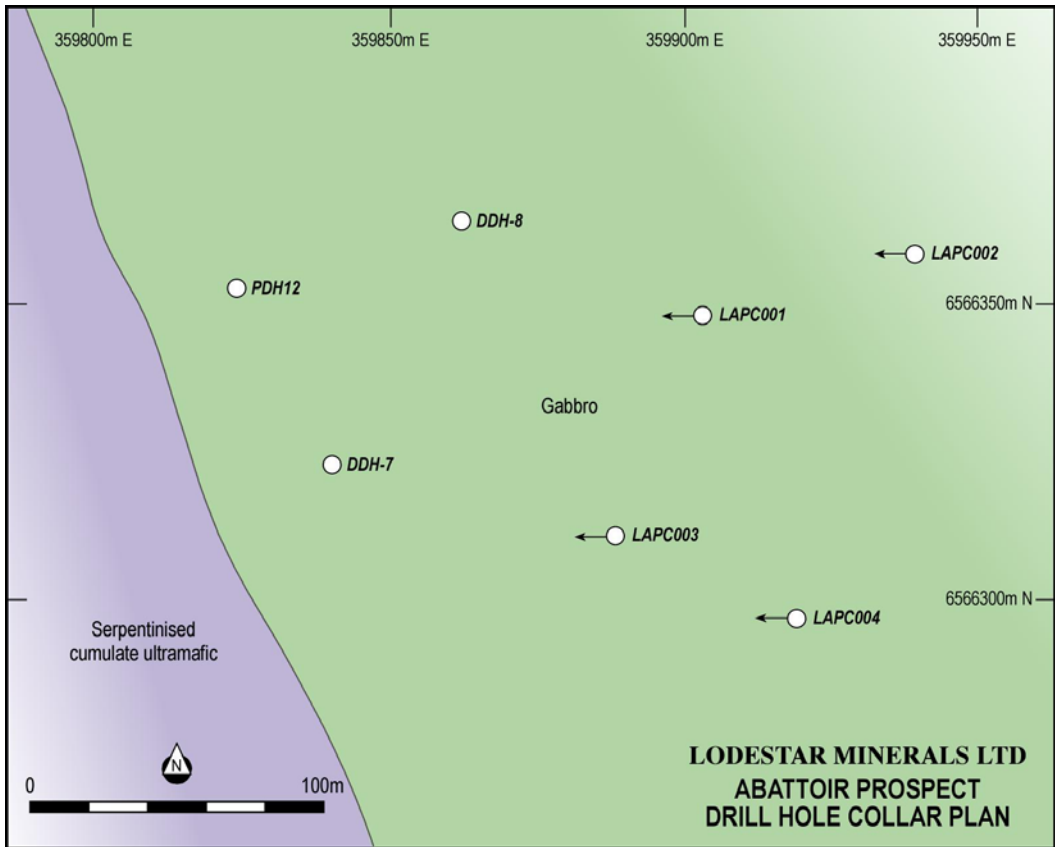 359800m E
359850m E
359900m E
359950m E
DDH-8
LAPC002
PDH12
6566350m N
LAPC001
Gabbro
DDH-7
LAPC003
6566300m N
LAPC004
Serpentinised
cumulate ultramafic
N
0
100m
LODESTAR MINERALS LTD
ABATTOIR PROSPECT
DRILL HOLE COLLAR PLAN